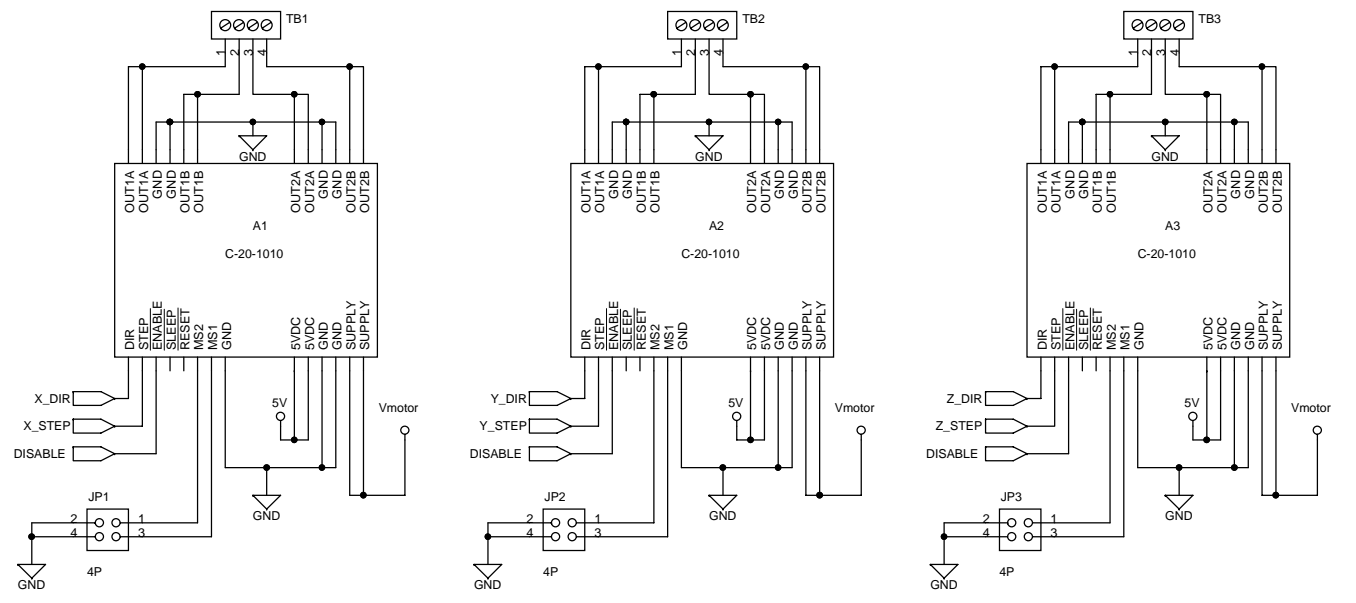 TB1
1 2 3 4
GND
OUT1A OUT1A GND GND OUT1B OUT1B OUT2A OUT2A GND GND OUT2B OUT2B
A1
C-20-1010
DIR STEP ENABLE SLEEP RESET MS2 MS1 GND 5VDC 5VDC GND GND SUPPLY SUPPLY
X_DIR
X_STEP
DISABLE
5V
Vmotor
GND
JP1
2 1
4 3
4P
GND
TB2
1 2 3 4
GND
OUT1A OUT1A GND GND OUT1B OUT1B OUT2A OUT2A GND GND OUT2B OUT2B
A2
C-20-1010
DIR STEP ENABLE SLEEP RESET MS2 MS1 GND 5VDC 5VDC GND GND SUPPLY SUPPLY
Y_DIR
Y_STEP
DISABLE
5V
Vmotor
GND
JP2
2 1
4 3
4P
GND
TB3
1 2 3 4
GND
OUT1A OUT1A GND GND OUT1B OUT1B OUT2A OUT2A GND GND OUT2B OUT2B
A3
C-20-1010
DIR STEP ENABLE SLEEP RESET MS2 MS1 GND 5VDC 5VDC GND GND SUPPLY SUPPLY
Z_DIR
Z_STEP
DISABLE
5V
Vmotor
GND
JP3
2 1
4 3
4P
GND